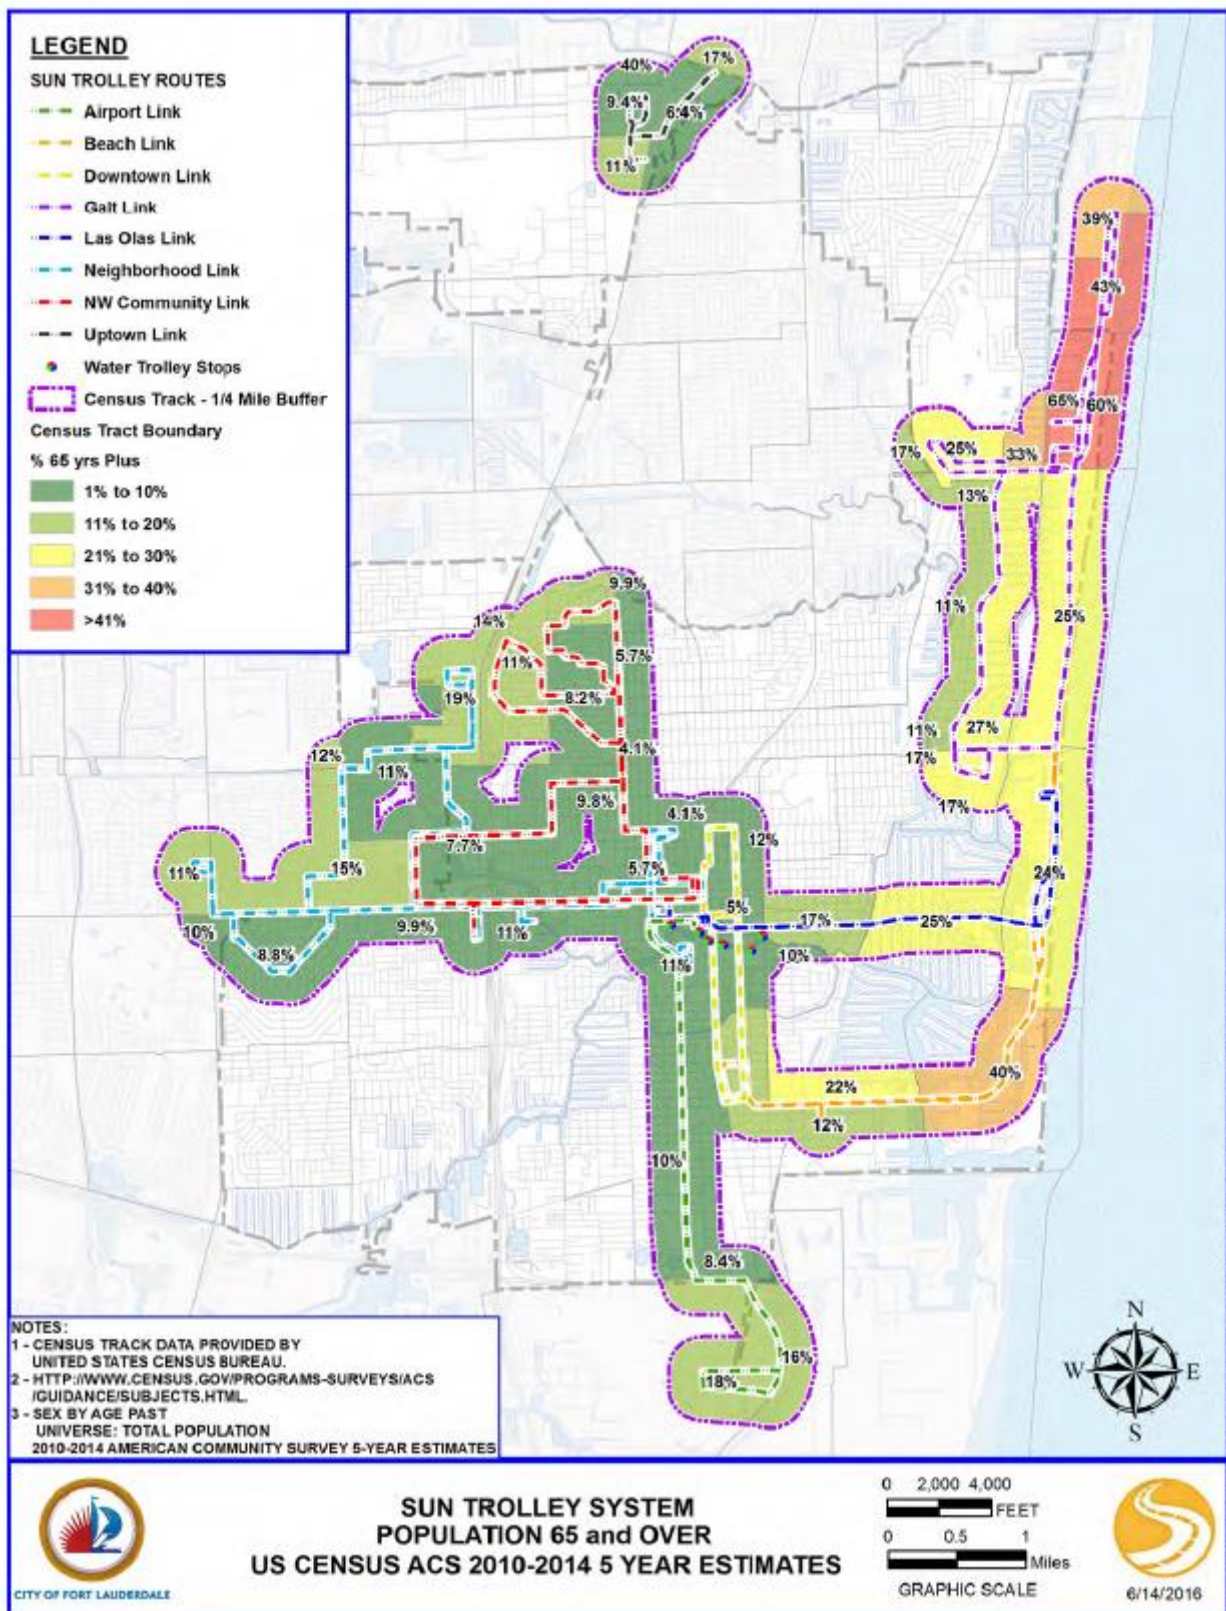 LEGEND
SUN TROLLEY ROUTES
Airport Link
Beach Link
Downtown Link
Galt Link
Las Olas Link
Neighborhood Link
NW Community Link
Uptown Link
Water Trolley Stops
Census Track - 1/4 Mile Buffer
Census Tract Boundary
% 65 yrs Plus
1% to 10%
11% to 20%
21% to 30%
31% to 40%
>41%
40%
17%
9.4%
6.4%
11%
39%
43%
65%
60%
17%
25%
33%
13%
11%
25%
11%
27%
17%
17%
24%
9.9%
14%
11%
5.7%
8.2%
19%
4.1%
12%
11%
9.8%
4.1%
12%
7.7%
5.7%
15%
11%
5%
17%
25%
10%
9.9%
11%
8.8%
11%
10%
40%
22%
12%
10%
8.4%
16%
18%
NOTES:
1 - CENSUS TRACK DATA PROVIDED BY
UNITED STATES CENSUS BUREAU.
2 - HTTP://WWW.CENSUS.GOV/PROGRAMS-SURVEYS/ACS
/GUIDANCE/SUBJECTS.HTML.
3 - SEX BY AGE PAST
UNIVERSE: TOTAL POPULATION
2010-2014 AMERICAN COMMUNITY SURVEY 5-YEAR ESTIMATES
N
W
E
S
CITY OF FORT LAUDERDALE
SUN TROLLEY SYSTEM
POPULATION 65 and OVER
US CENSUS ACS 2010-2014 5 YEAR ESTIMATES
0 2,000 4,000
FEET
0 0.5 1
Miles
GRAPHIC SCALE
6/14/2016